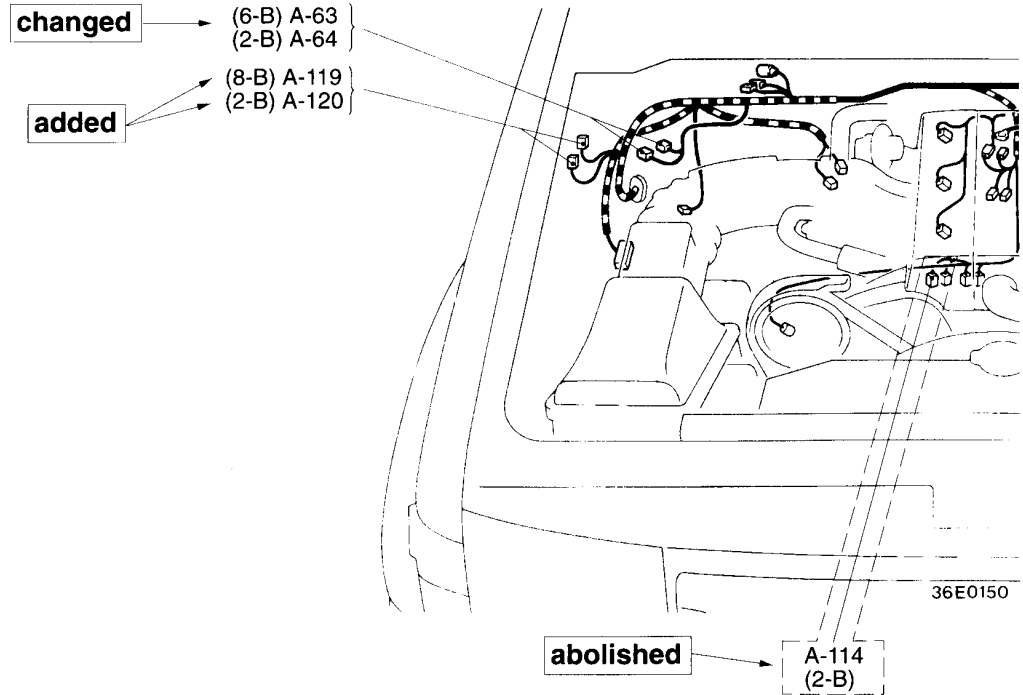 changed
(6-B) A-63
(2-B) A-64
(8-B) A-119
(2-B) A-120
added
36E0150
abolished
A-114
(2-B)